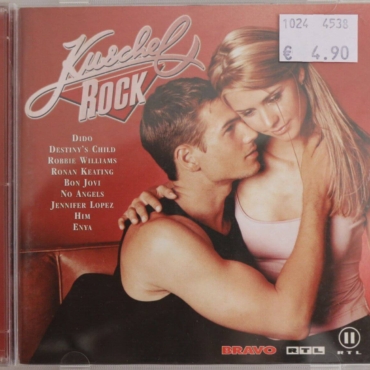 1024 4538
€ 4.90
Kuschel
ROCK
DIDO
DESTINY'S CHILD
ROBBIE WILLIAMS
RONAN KEATING
BON JOVI
NO ANGELS
JENNIFER LOPEZ
HIM
ENYA
BRAVO RTL II RTL